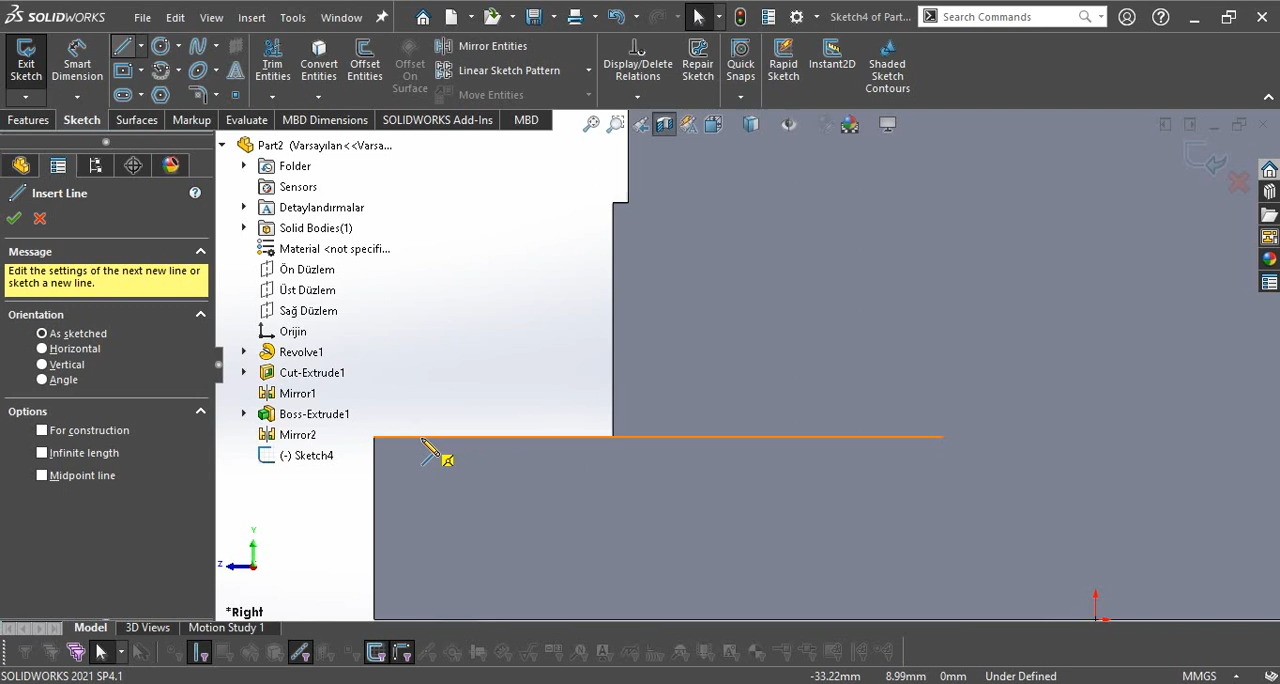 SOLIDWORKS File Edit View Insert Tools Window Sketch4 of Part... Search Commands
Exit Sketch
Smart Dimension
Trim Entities
Convert Entities
Offset Entities
Offset On Surface
Mirror Entities
Linear Sketch Pattern
Move Entities
Display/Delete Relations
Repair Sketch
Quick Snaps
Rapid Sketch
Instant2D
Shaded Sketch Contours
Features Sketch Surfaces Markup Evaluate MBD Dimensions SOLIDWORKS Add-Ins MBD
Insert Line
Message
Edit the settings of the next new line or
sketch a new line.
Orientation
As sketched
Horizontal
Vertical
Angle
Options
For construction
Infinite length
Midpoint line
Part2 (Varsayılan<<Varsa...
Folder
Sensors
Detaylandırmalar
Solid Bodies(1)
Material <not specifi...
Ön Düzlem
Üst Düzlem
Sağ Düzlem
Orijin
Revolve1
Cut-Extrude1
Mirror1
Boss-Extrude1
Mirror2
(-) Sketch4
Y
Z
*Right
Model 3D Views Motion Study 1
SOLIDWORKS 2021 SP4.1 -33.22mm 8.99mm 0mm Under Defined MMGS